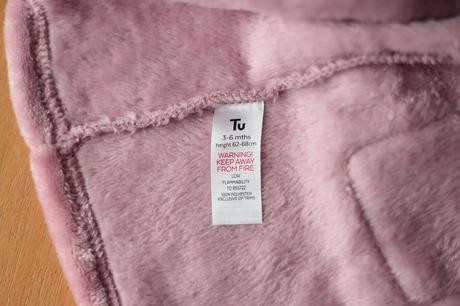 Tu
3-6 mths
height 62-68cm
WARNING!
KEEP AWAY
FROM FIRE
LOW
FLAMMABILITY
TO BS5722
100% POLYESTER
EXCLUSIVE OF TRIMS